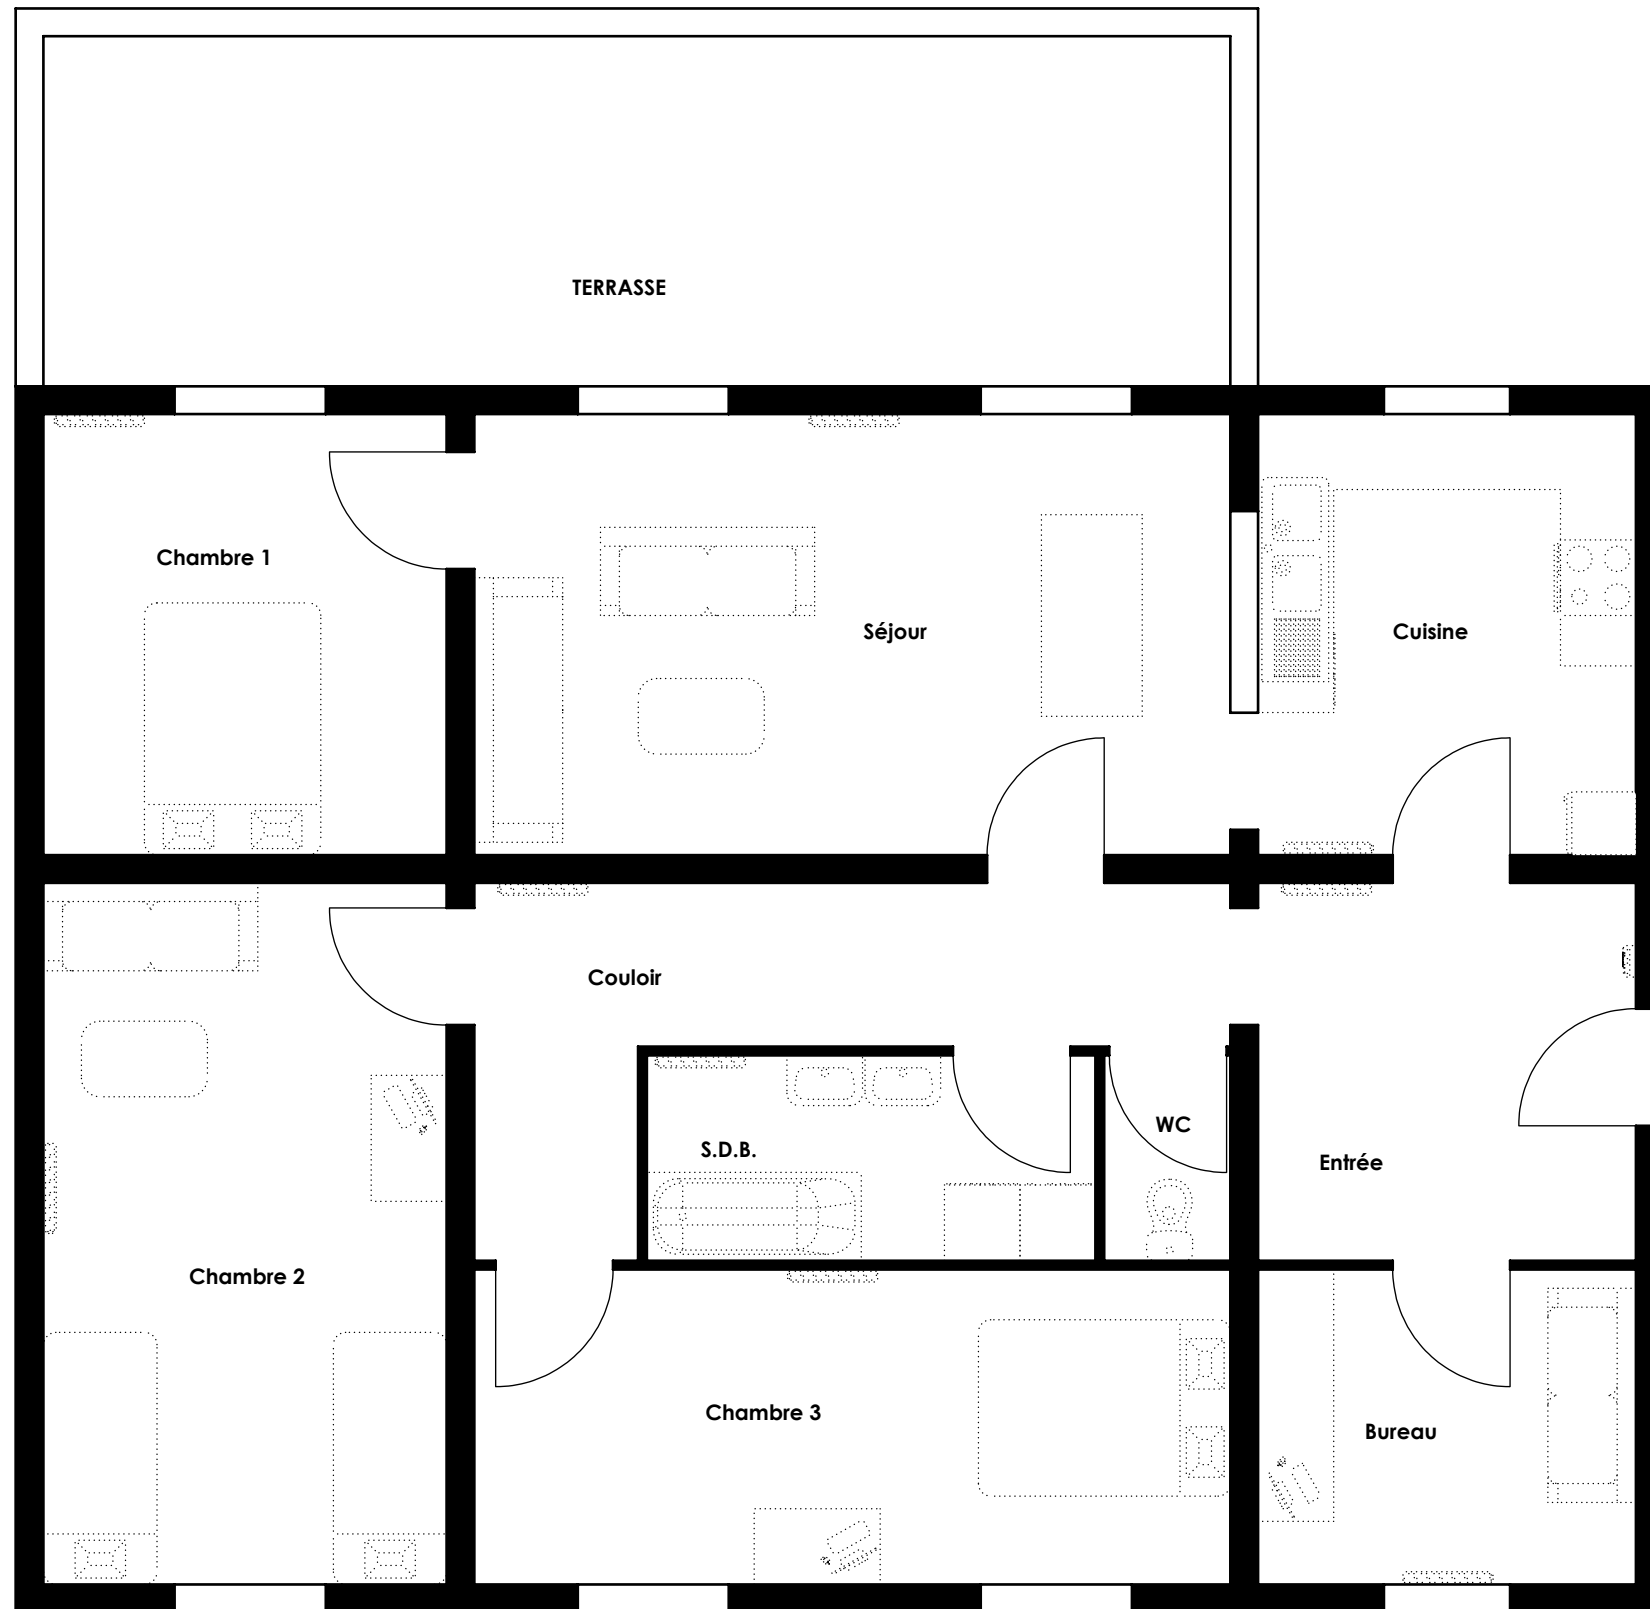 TERRASSE
Chambre 1
Séjour
Cuisine
Couloir
WC
S.D.B.
Entrée
Chambre 2
Chambre 3
Bureau